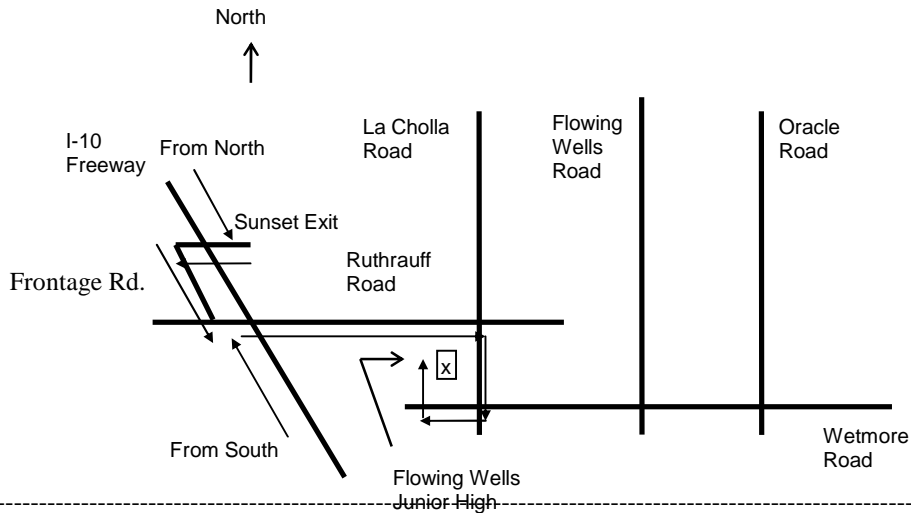 North
I-10
Freeway
From North
La Cholla
Road
Flowing
Wells
Road
Oracle
Road
Sunset Exit
Frontage Rd.
Ruthrauff
Road
x
From South
Flowing Wells
Junior High
Wetmore
Road